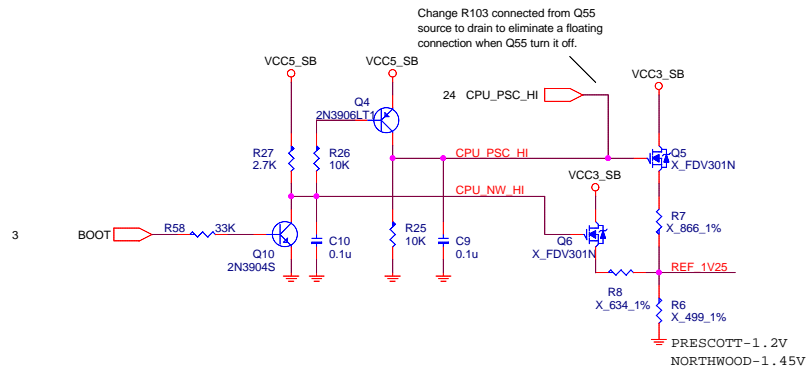 Change R103 connected from Q55
source to drain to eliminate a floating
connection when Q55 turn it off.
VCC5_SB
VCC5_SB
VCC3_SB
24 CPU_PSC_HI
Q4
2N3906LT1
R27
2.7K
R26
10K
CPU_PSC_HI
Q5
X_FDV301N
VCC3_SB
CPU_NW_HI
3
BOOT
R58
33K
Q10
2N3904S
C10
0.1u
R25
10K
C9
0.1u
Q6
X_FDV301N
R7
X_866_1%
REF_1V25
R8
X_634_1%
R6
X_499_1%
PRESCOTT-1.2V
NORTHWOOD-1.45V